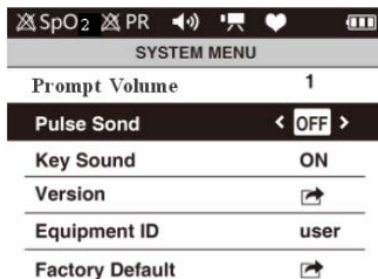 SpO2 PR
SYSTEM MENU
Prompt Volume 1
Pulse Sond < OFF >
Key Sound ON
Version
Equipment ID user
Factory Default